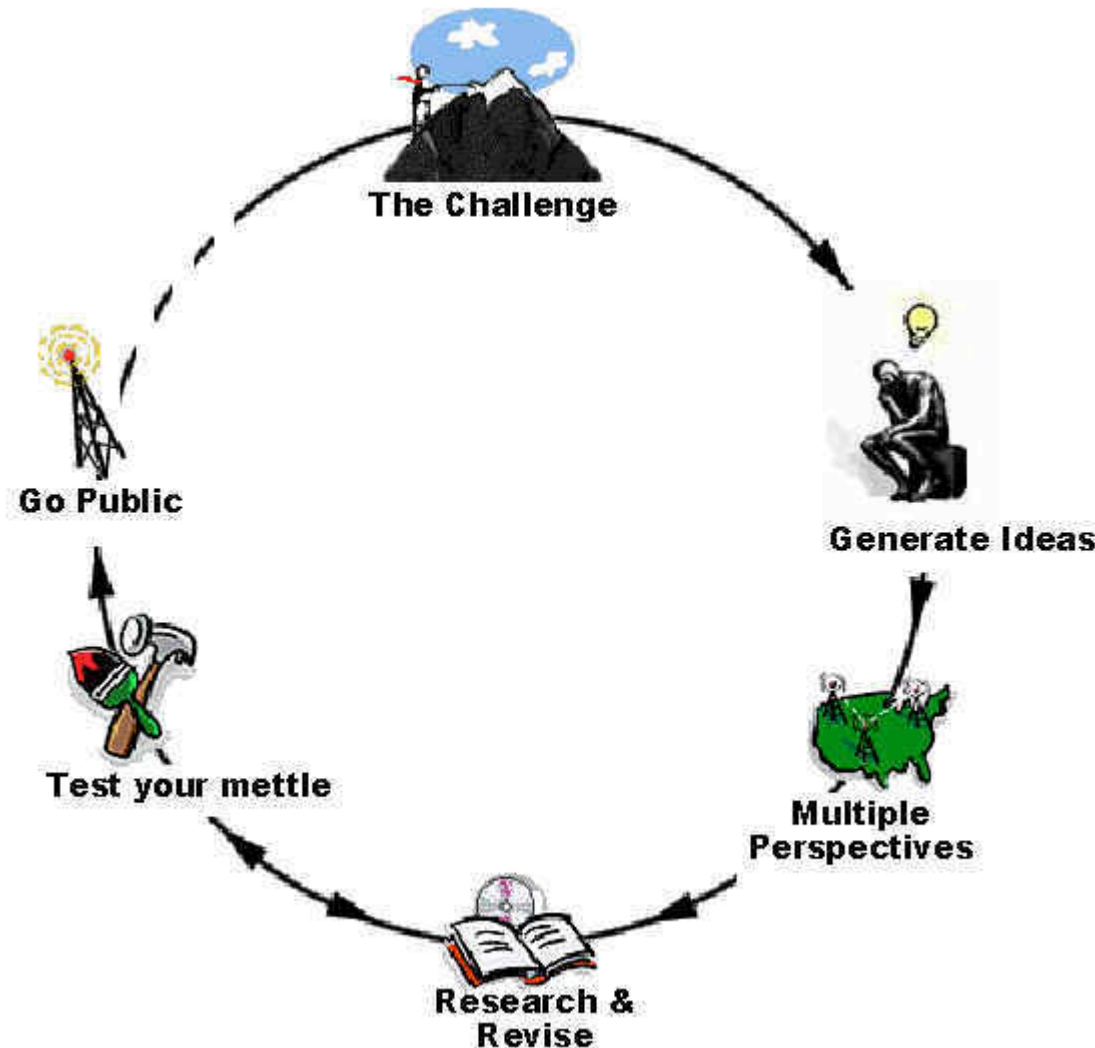 The Challenge
Generate Ideas
Multiple
Perspectives
Research &
Revise
Test your mettle
Go Public